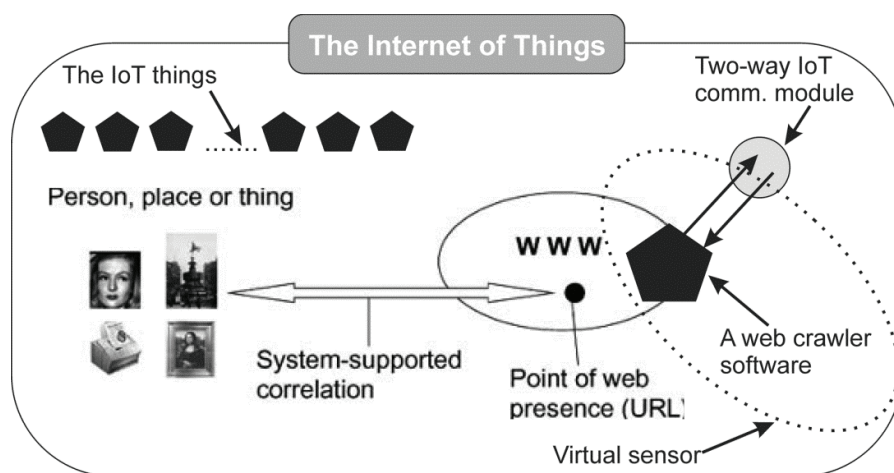 The Internet of Things
The IoT things
Two-way IoT
comm. module
Person, place or thing
W W W
System-supported
correlation
Point of web
presence (URL)
A web crawler
software
Virtual sensor